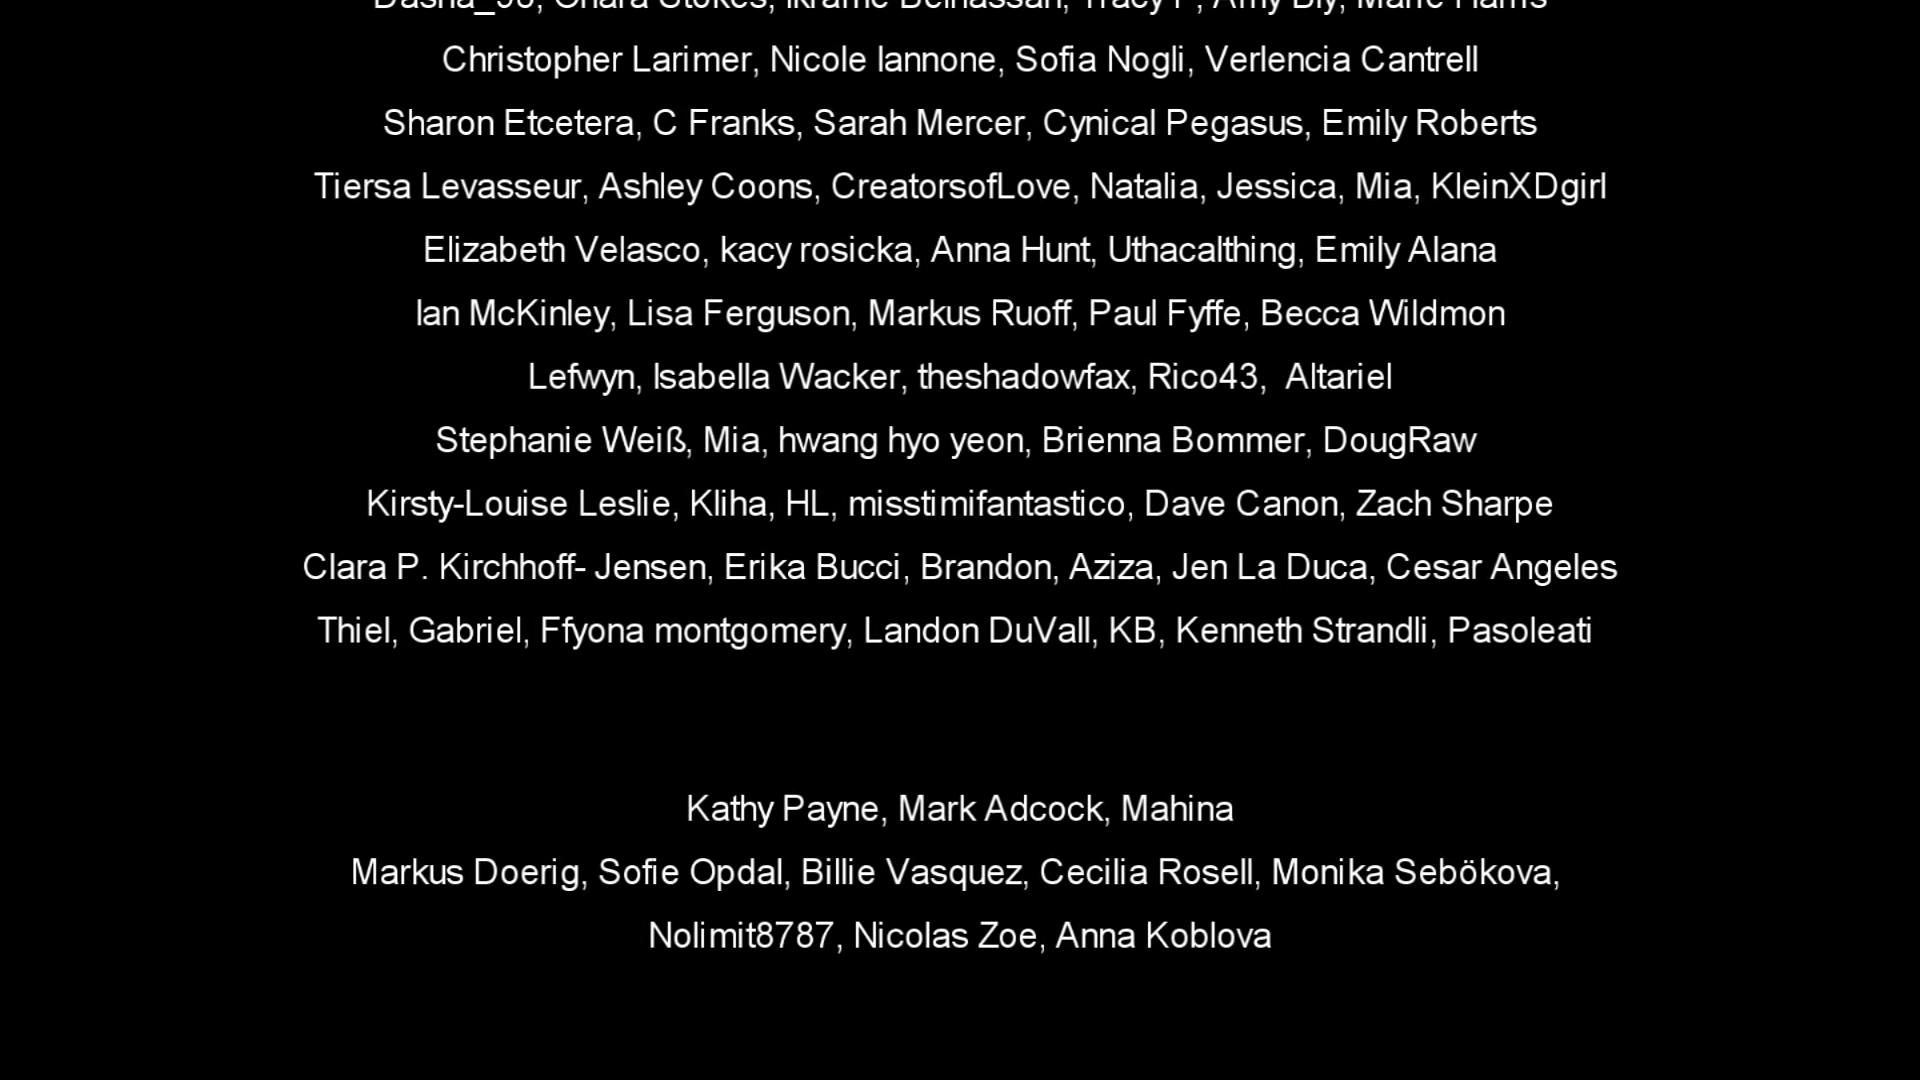 Christopher Larimer, Nicole Iannone, Sofia Nogli, Verlencia Cantrell
Sharon Etcetera, C Franks, Sarah Mercer, Cynical Pegasus, Emily Roberts
Tiersa Levasseur, Ashley Coons, CreatorsofLove, Natalia, Jessica, Mia, KleinXDgirl
Elizabeth Velasco, kacy rosicka, Anna Hunt, Uthacalthing, Emily Alana
Ian McKinley, Lisa Ferguson, Markus Ruoff, Paul Fyffe, Becca Wildmon
Lefwyn, Isabella Wacker, theshadowfax, Rico43,  Altariel
Stephanie Weiß, Mia, hwang hyo yeon, Brienna Bommer, DougRaw
Kirsty-Louise Leslie, Kliha, HL, misstimifantastico, Dave Canon, Zach Sharpe
Clara P. Kirchhoff- Jensen, Erika Bucci, Brandon, Aziza, Jen La Duca, Cesar Angeles
Thiel, Gabriel, Ffyona montgomery, Landon DuVall, KB, Kenneth Strandli, Pasoleati
Kathy Payne, Mark Adcock, Mahina
Markus Doerig, Sofie Opdal, Billie Vasquez, Cecilia Rosell, Monika Sebökova,
Nolimit8787, Nicolas Zoe, Anna Koblova